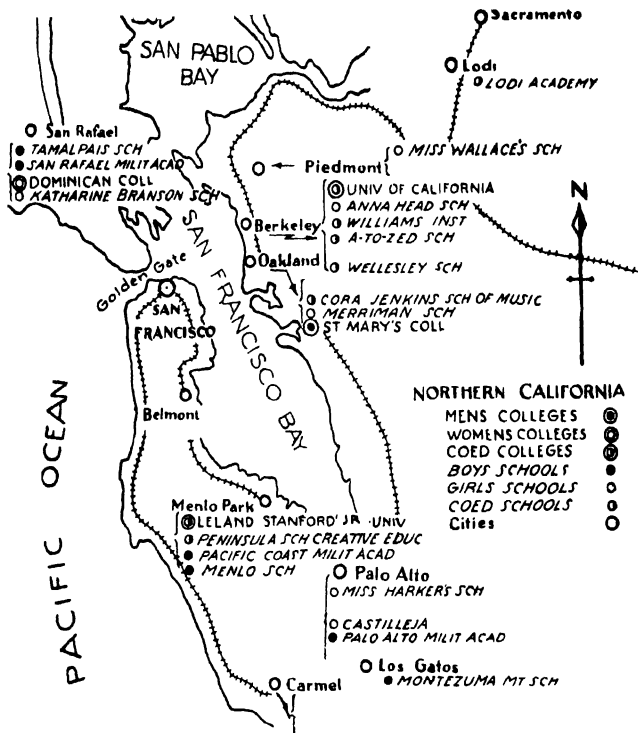 Sacramento
SAN PABLO
BAY
Lodi
LODI ACADEMY
San Rafael
TAMALPAIS SCH
SAN RAFAEL MILIT ACAD
DOMINICAN COLL
KATHARINE BRANSON SCH
Piedmont
MISS WALLACE'S SCH
UNIV OF CALIFORNIA
ANNA HEAD SCH
Berkeley
WILLIAMS INST
A-TO-ZED SCH
Oakland
WELLESLEY SCH
N
Golden Gate
SAN FRANCISCO BAY
CORA JENKINS SCH OF MUSIC
MERRIMAN SCH
ST MARY'S COLL
SAN
FRANCISCO
Belmont
NORTHERN CALIFORNIA
MENS COLLEGES
WOMENS COLLEGES
COED COLLEGES
BOYS SCHOOLS
GIRLS SCHOOLS
COED SCHOOLS
Cities
PACIFIC OCEAN
Menlo Park
LELAND STANFORD JR UNIV
PENINSULA SCH CREATIVE EDUC
PACIFIC COAST MILIT ACAD
MENLO SCH
Palo Alto
MISS HARKER'S SCH
CASTILLEJA
PALO ALTO MILIT ACAD
Los Gatos
MONTEZUMA MT SCH
Carmel